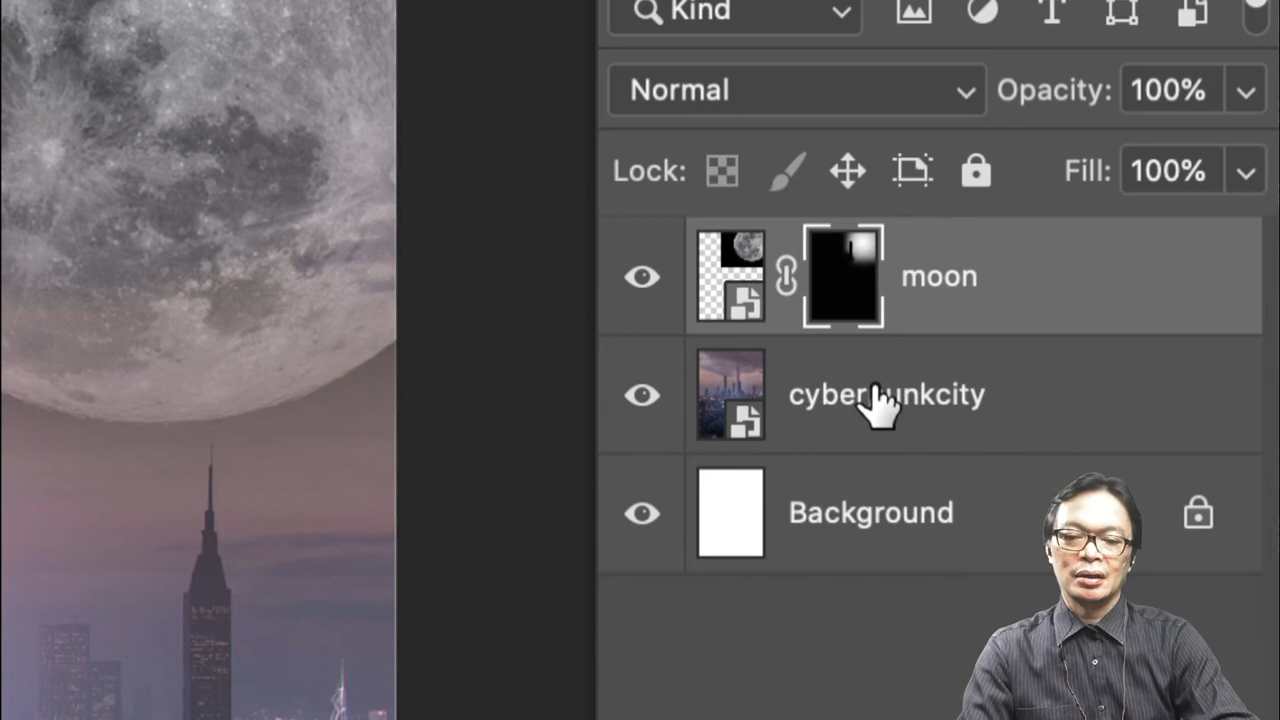 Kind
Normal
Opacity: 100%
Lock:
Fill: 100%
moon
cyberpunkcity
Background